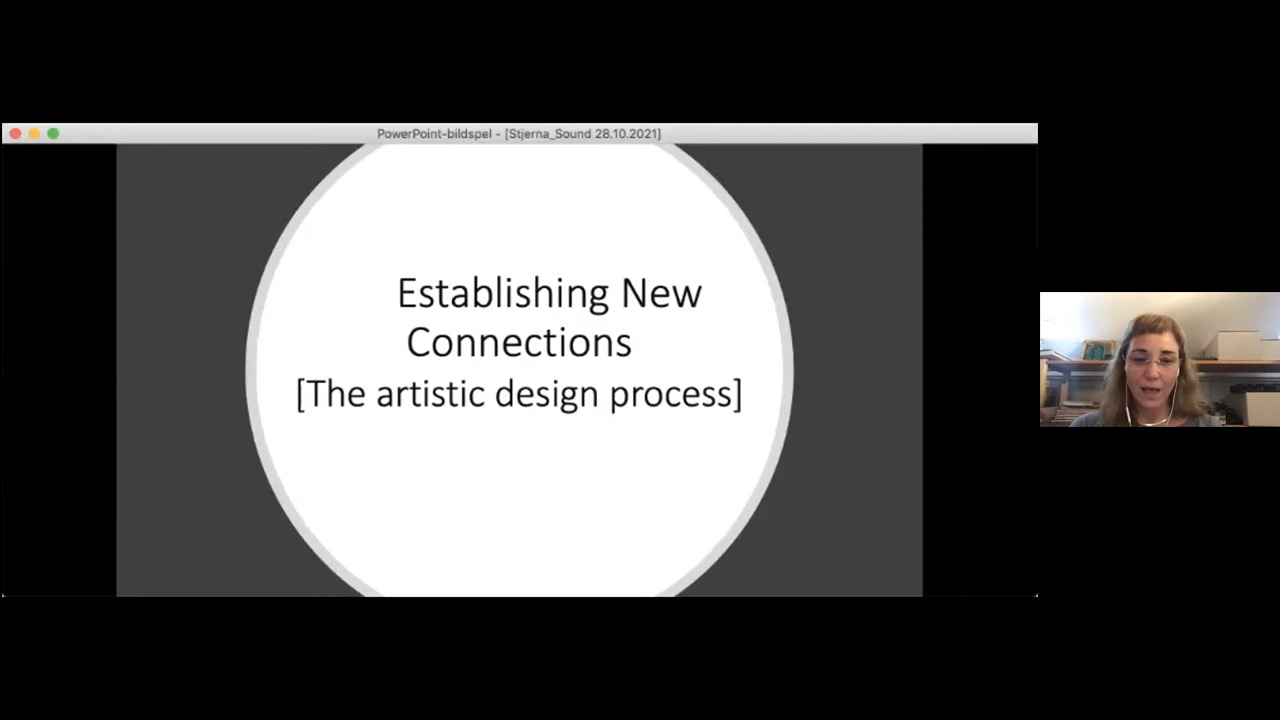 PowerPoint-bildspel - [Stjerna_Sound 28.10.2021]
Establishing New
Connections
[The artistic design process]